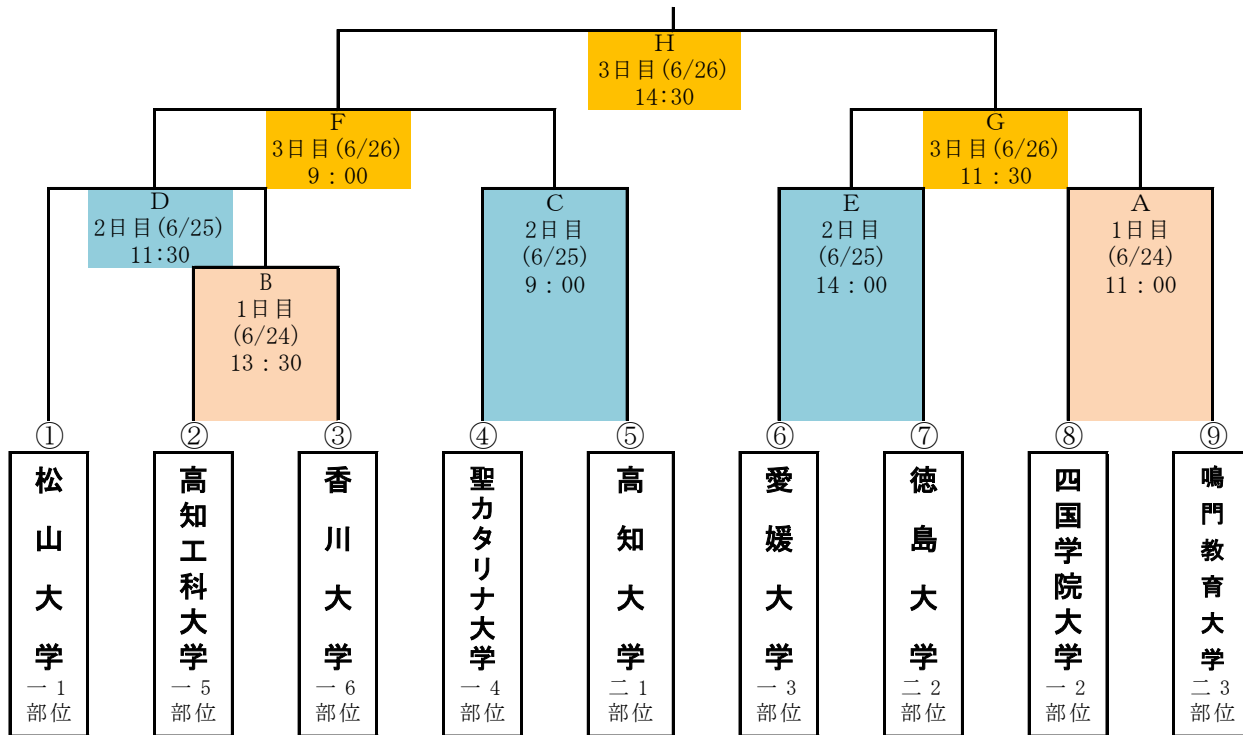 H
3日目(6/26)
14:30
F
3日目(6/26)
9：00
G
3日目(6/26)
11：30
D
2日目(6/25)
11:30
C
2日目
(6/25)
9：00
E
2日目
(6/25)
14：00
A
1日目
(6/24)
11：00
B
1日目
(6/24)
13：30
①
松山大学
一部
1位
②
高知工科大学
一部
5位
③
香川大学
一部
6位
④
聖カタリナ大学
一部
4位
⑤
高知大学
二部
1位
⑥
愛媛大学
一部
3位
⑦
徳島大学
二部
2位
⑧
四国学院大学
一部
2位
⑨
鳴門教育大学
二部
3位